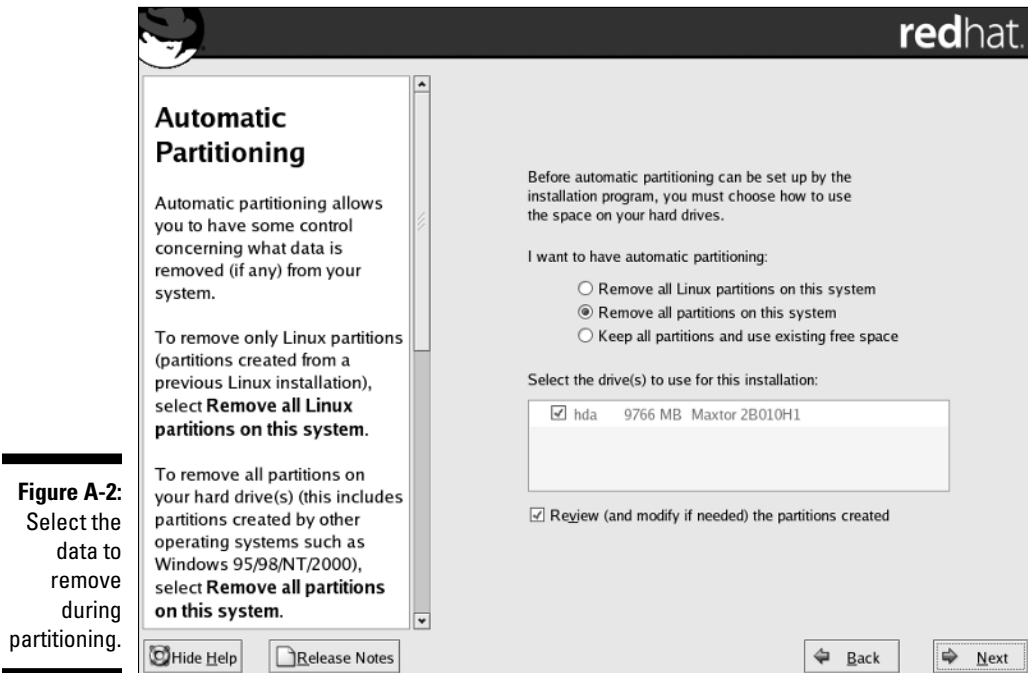 redhat.
Automatic
Partitioning
Automatic partitioning allows
you to have some control
concerning what data is
removed (if any) from your
system.
To remove only Linux partitions
(partitions created from a
previous Linux installation),
select Remove all Linux
partitions on this system.
To remove all partitions on
your hard drive(s) (this includes
partitions created by other
operating systems such as
Windows 95/98/NT/2000),
select Remove all partitions
on this system.
Before automatic partitioning can be set up by the
installation program, you must choose how to use
the space on your hard drives.
I want to have automatic partitioning:
Remove all Linux partitions on this system
Remove all partitions on this system
Keep all partitions and use existing free space
Select the drive(s) to use for this installation:
hda 9766 MB Maxtor 2B010H1
Review (and modify if needed) the partitions created
Hide Help Release Notes Back Next
Figure A-2:
Select the
data to
remove
during
partitioning.